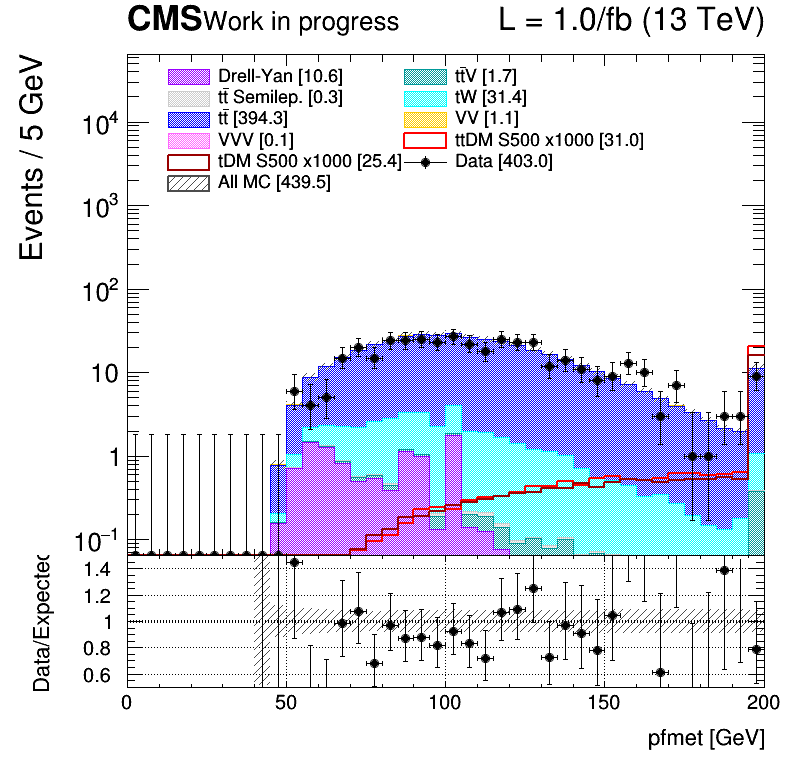 CMS Work in progress L = 1.0/fb (13 TeV)
Events / 5 GeV
Drell-Yan [10.6] tt̄V [1.7]
tt̄ Semilep. [0.3] tW [31.4]
tt̄ [394.3] VV [1.1]
VVV [0.1] ttDM S500 x1000 [31.0]
tDM S500 x1000 [25.4] Data [403.0]
All MC [439.5]
10⁴
10³
10²
10
1
10⁻¹
Data/Expected
1.4
1.2
1
0.8
0.6
0 50 100 150 200
pfmet [GeV]